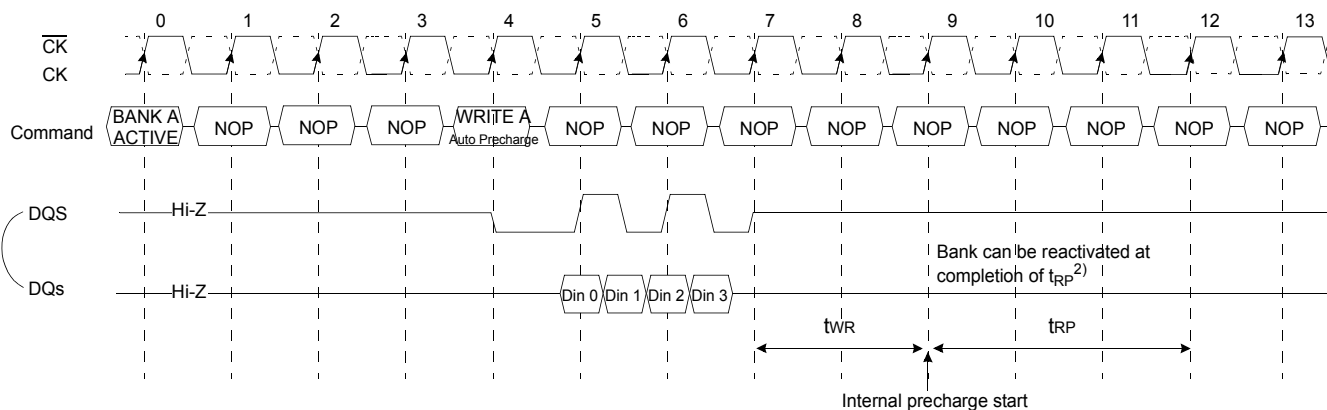 0 1 2 3 4 5 6 7 8 9 10 11 12 13
CK
CK
Command
BANK A
ACTIVE
NOP
NOP
NOP
WRITE A
Auto Precharge
NOP
NOP
NOP
NOP
NOP
NOP
NOP
NOP
NOP
DQS
Hi-Z
Bank can be reactivated at
completion of tRP2)
DQs
Hi-Z
Din 0 Din 1 Din 2 Din 3
tWR
tRP
Internal precharge start